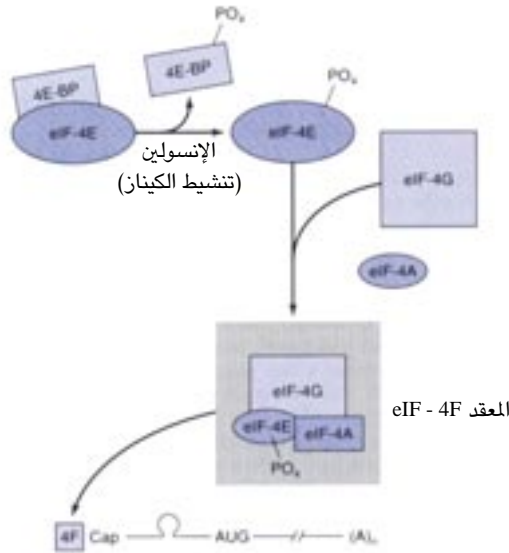 PO₄
4E-BP
PO₄
4E-BP
eIF-4E
eIF-4E
الإنسولين
(تنشيط الكيناز)
eIF-4G
eIF-4A
eIF-4G
eIF-4E
eIF-4A
PO₄
المعقد eIF - 4F
4F Cap AUG (A)ₙ